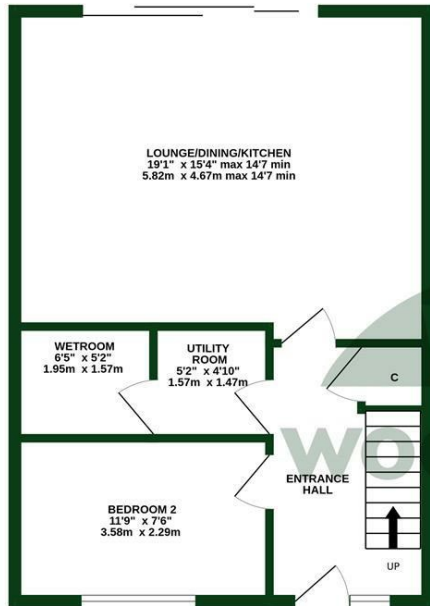 LOUNGE/DINING/KITCHEN
19'1" x 15'4" max 14'7 min
5.82m x 4.67m max 14'7 min
WETROOM
6'5" x 5'2"
1.95m x 1.57m
UTILITY
ROOM
5'2" x 4'10"
1.57m x 1.47m
C
BEDROOM 2
11'9" x 7'6"
3.58m x 2.29m
ENTRANCE
HALL
UP